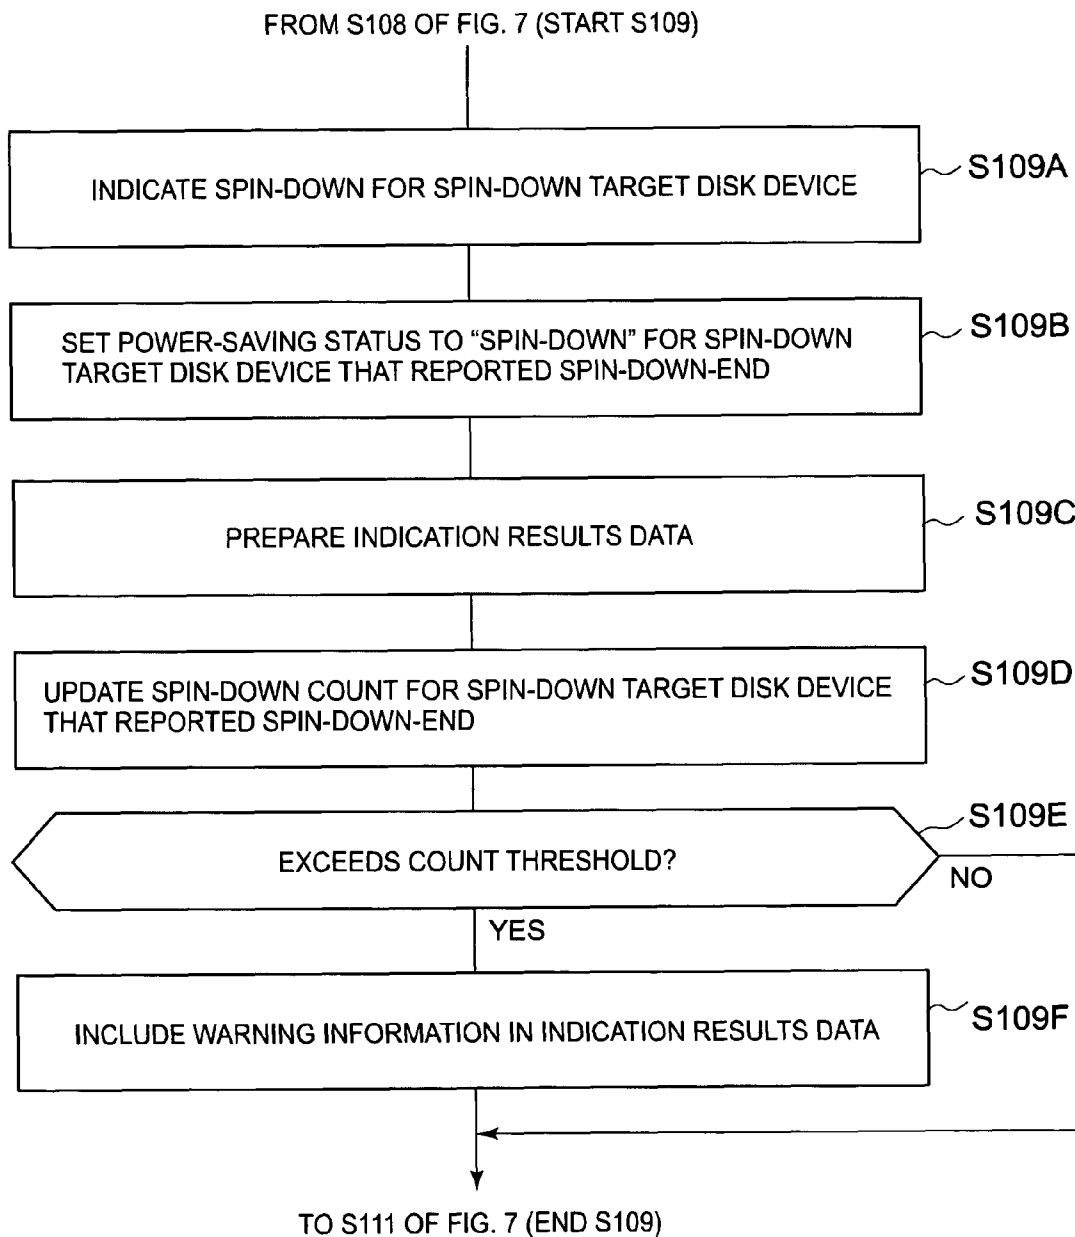 FROM S108 OF FIG. 7 (START S109)
INDICATE SPIN-DOWN FOR SPIN-DOWN TARGET DISK DEVICE
S109A
SET POWER-SAVING STATUS TO “SPIN-DOWN” FOR SPIN-DOWN
TARGET DISK DEVICE THAT REPORTED SPIN-DOWN-END
S109B
PREPARE INDICATION RESULTS DATA
S109C
UPDATE SPIN-DOWN COUNT FOR SPIN-DOWN TARGET DISK DEVICE
THAT REPORTED SPIN-DOWN-END
S109D
EXCEEDS COUNT THRESHOLD?
S109E
NO
YES
INCLUDE WARNING INFORMATION IN INDICATION RESULTS DATA
S109F
TO S111 OF FIG. 7 (END S109)